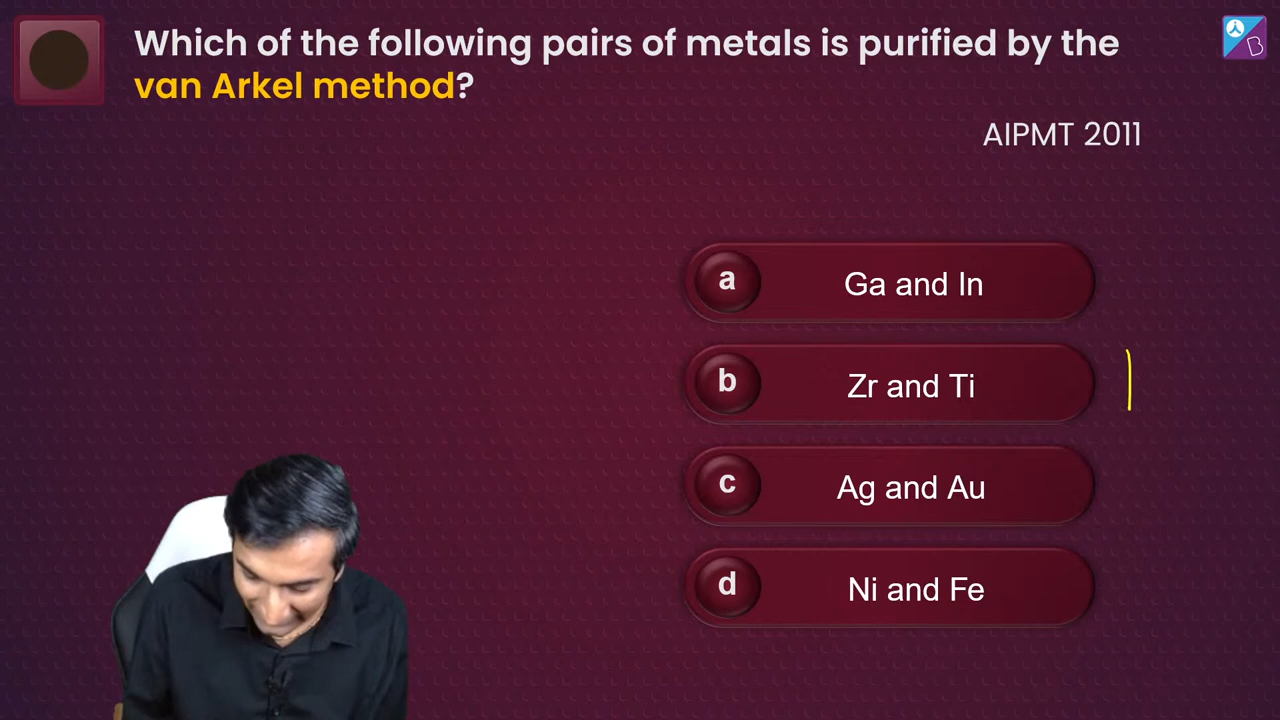 Which of the following pairs of metals is purified by the
van Arkel method?
AIPMT 2011
a Ga and In
b Zr and Ti
c Ag and Au
d Ni and Fe
B